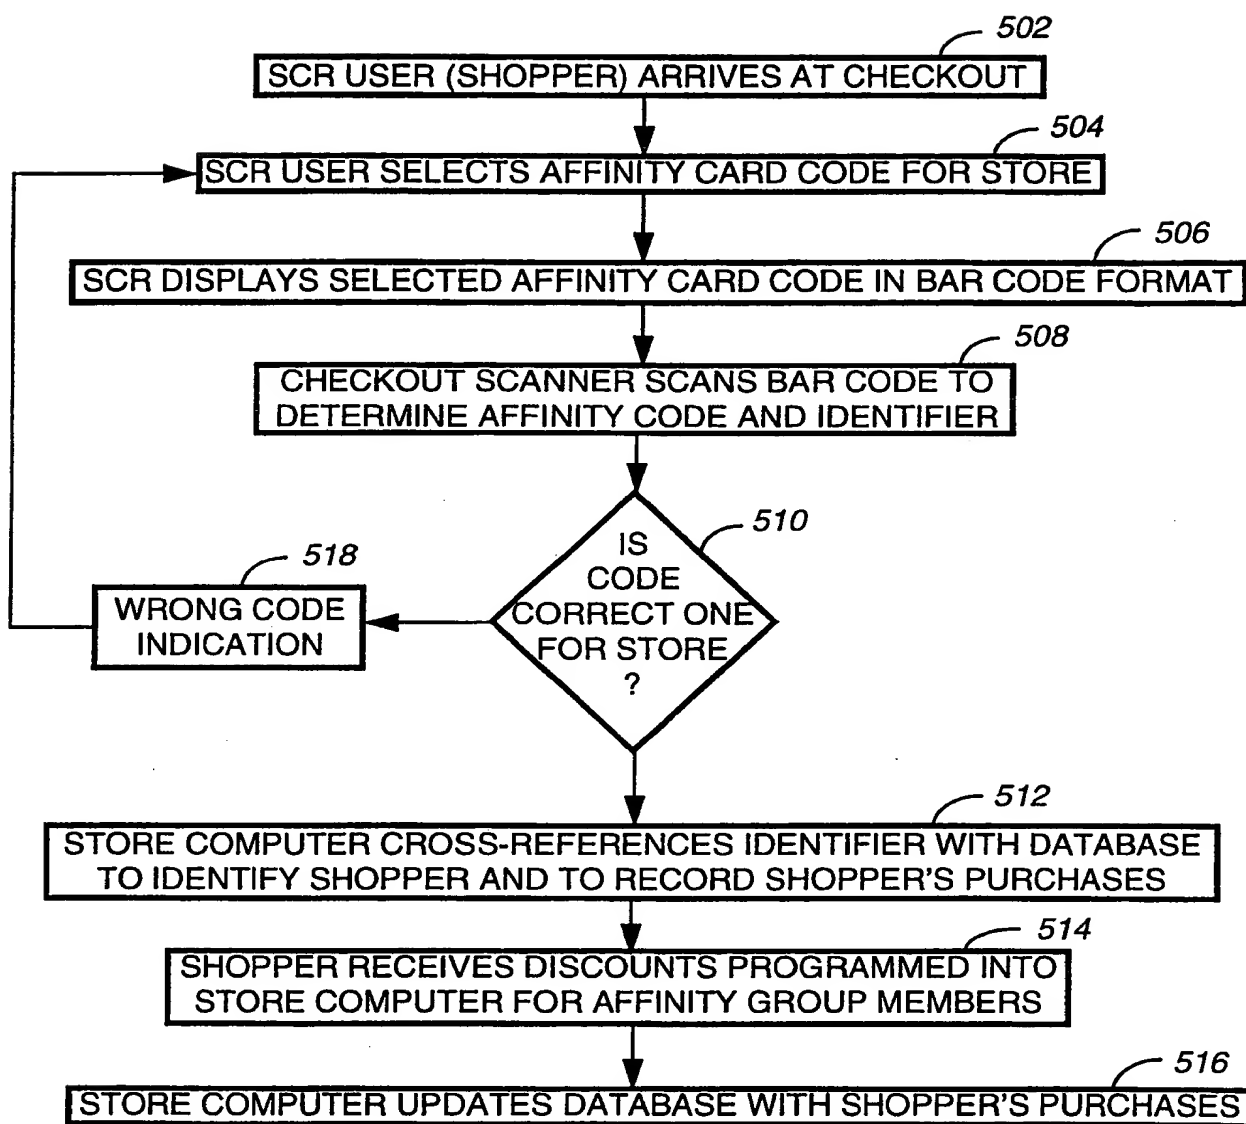 502
SCR USER (SHOPPER) ARRIVES AT CHECKOUT
504
SCR USER SELECTS AFFINITY CARD CODE FOR STORE
506
SCR DISPLAYS SELECTED AFFINITY CARD CODE IN BAR CODE FORMAT
508
CHECKOUT SCANNER SCANS BAR CODE TO
DETERMINE AFFINITY CODE AND IDENTIFIER
510
IS
CODE
CORRECT ONE
FOR STORE
?
518
WRONG CODE
INDICATION
512
STORE COMPUTER CROSS-REFERENCES IDENTIFIER WITH DATABASE
TO IDENTIFY SHOPPER AND TO RECORD SHOPPER'S PURCHASES
514
SHOPPER RECEIVES DISCOUNTS PROGRAMMED INTO
STORE COMPUTER FOR AFFINITY GROUP MEMBERS
516
STORE COMPUTER UPDATES DATABASE WITH SHOPPER'S PURCHASES